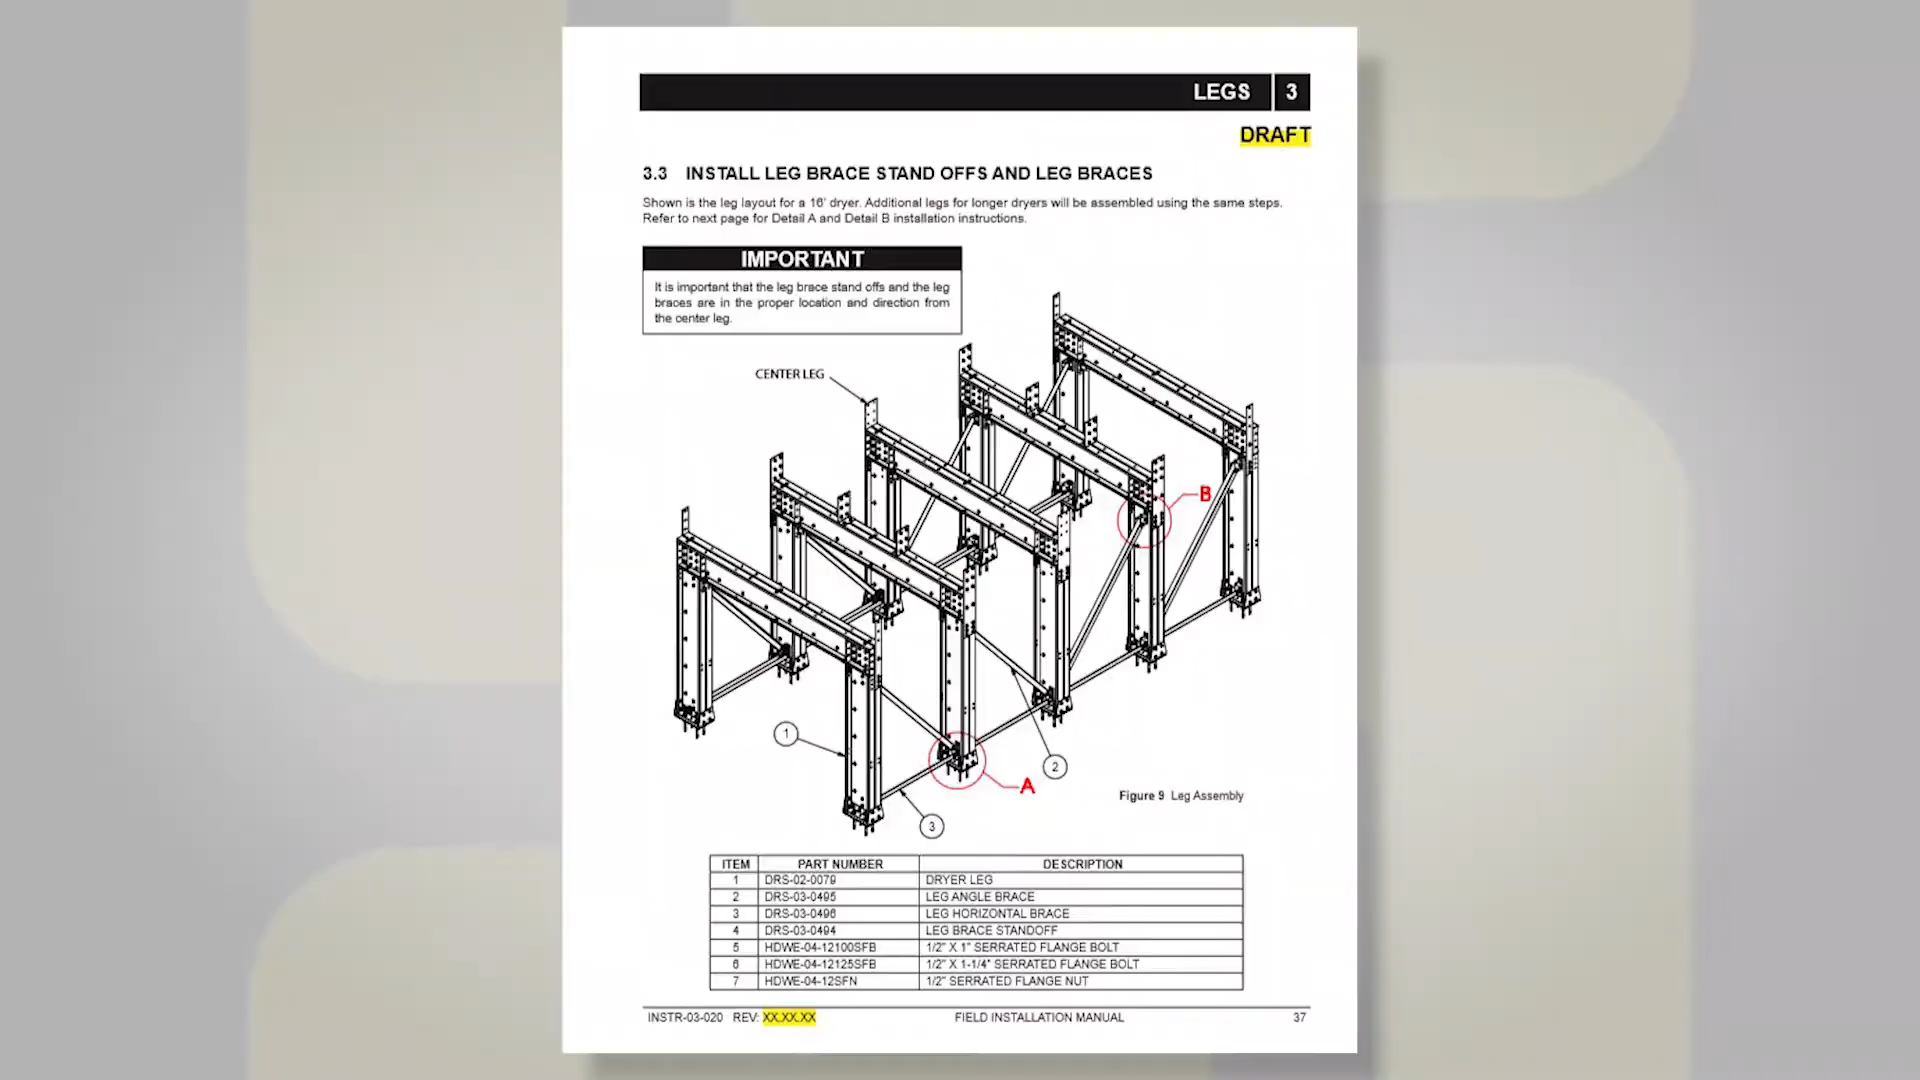 LEGS 3
DRAFT
3.3 INSTALL LEG BRACE STAND OFFS AND LEG BRACES
Shown is the leg layout for a 16' dryer. Additional legs for longer dryers will be assembled using the same steps.
Refer to next page for Detail A and Detail B installation instructions.
IMPORTANT
It is important that the leg brace stand offs and the leg
braces are in the proper location and direction from
the center leg.
CENTER LEG
B
1
2
A
Figure 9 Leg Assembly
3
ITEM PART NUMBER DESCRIPTION
1 DRS-02-0079 DRYER LEG
2 DRS-03-0495 LEG ANGLE BRACE
3 DRS-03-0496 LEG HORIZONTAL BRACE
4 DRS-03-0494 LEG BRACE STANDOFF
5 HDWE-04-12100SFB 1/2" X 1" SERRATED FLANGE BOLT
6 HDWE-04-12125SFB 1/2" X 1-1/4" SERRATED FLANGE BOLT
7 HDWE-04-12SFN 1/2" SERRATED FLANGE NUT
INSTR-03-020 REV: XX.XX.XX FIELD INSTALLATION MANUAL 37